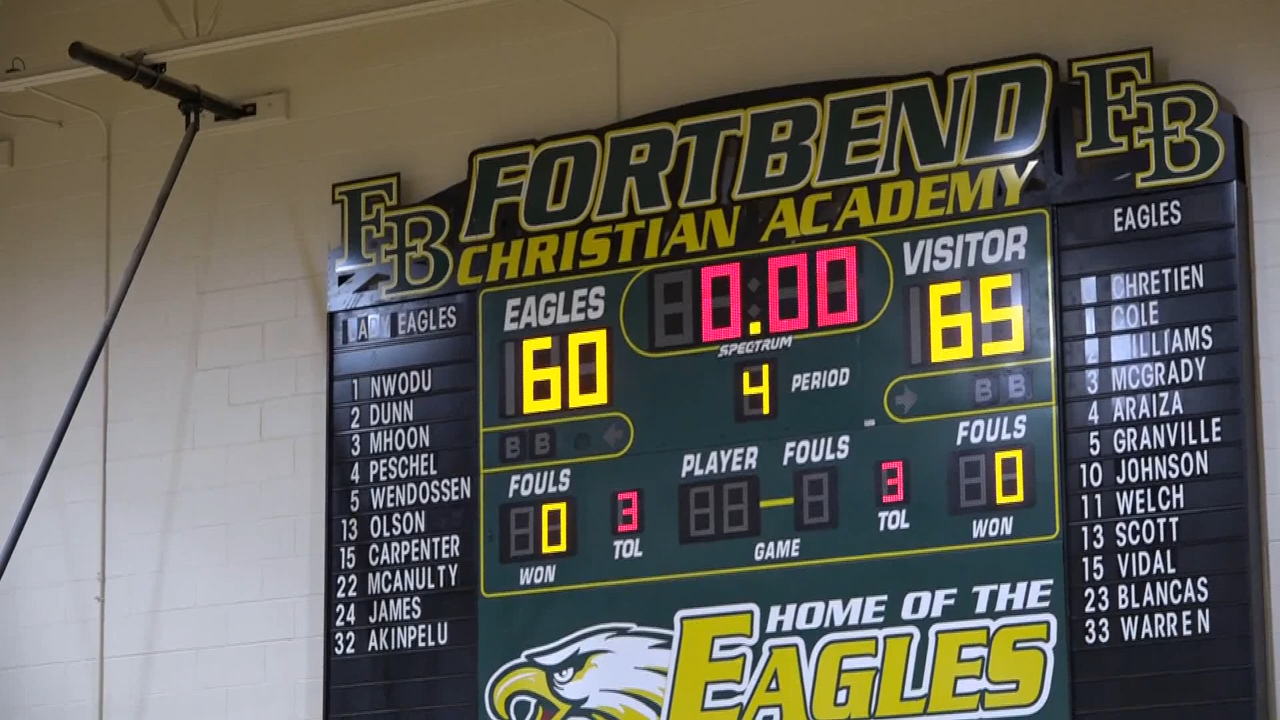 FORTBEND
CHRISTIAN ACADEMY
FB
FB
EAGLES
60
0.00
SPECTRUM
VISITOR
65
4 PERIOD
B B
B B
FOULS
0
WON
3
TOL
PLAYER FOULS
GAME
3
TOL
FOULS
0
WON
HOME OF THE
EAGLES
LADY EAGLES
1 NWODU
2 DUNN
3 MHOON
4 PESCHEL
5 WENDOSSEN
13 OLSON
15 CARPENTER
22 MCANULTY
24 JAMES
32 AKINPELU
EAGLES
CHRETIEN
COLE
WILLIAMS
3 MCGRADY
4 ARAIZA
5 GRANVILLE
10 JOHNSON
11 WELCH
13 SCOTT
15 VIDAL
23 BLANCAS
33 WARREN